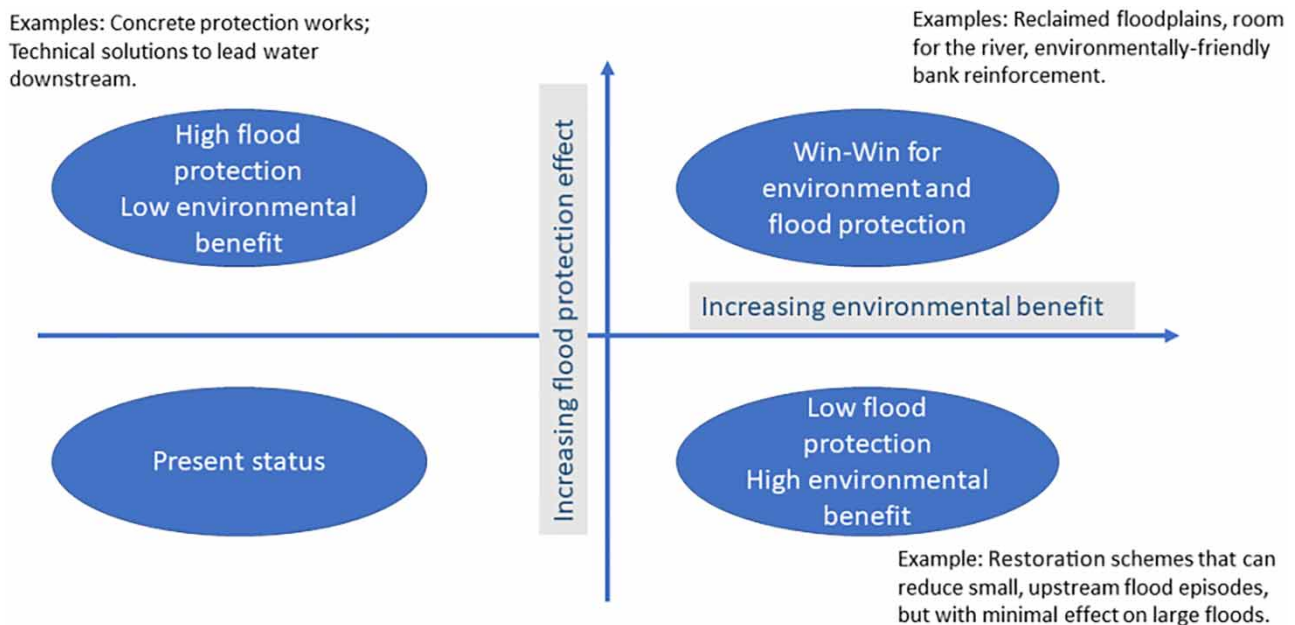 Examples: Concrete protection works;
Technical solutions to lead water
downstream.
Examples: Reclaimed floodplains, room
for the river, environmentally-friendly
bank reinforcement.
High flood
protection
Low environmental
benefit
Increasing flood protection effect
Win-Win for
environment and
flood protection
Increasing environmental benefit
Present status
Low flood
protection
High environmental
benefit
Example: Restoration schemes that can
reduce small, upstream flood episodes,
but with minimal effect on large floods.